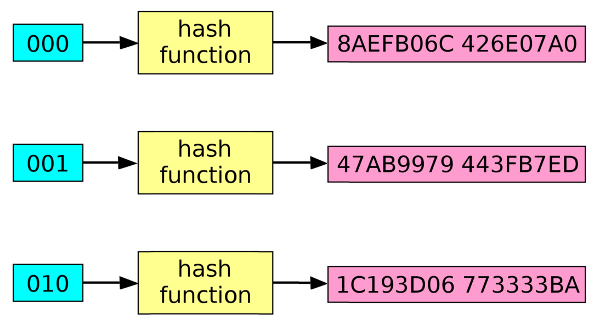 000
hash
function
8AEFB06C 426E07A0
001
hash
function
47AB9979 443FB7ED
010
hash
function
1C193D06 773333BA